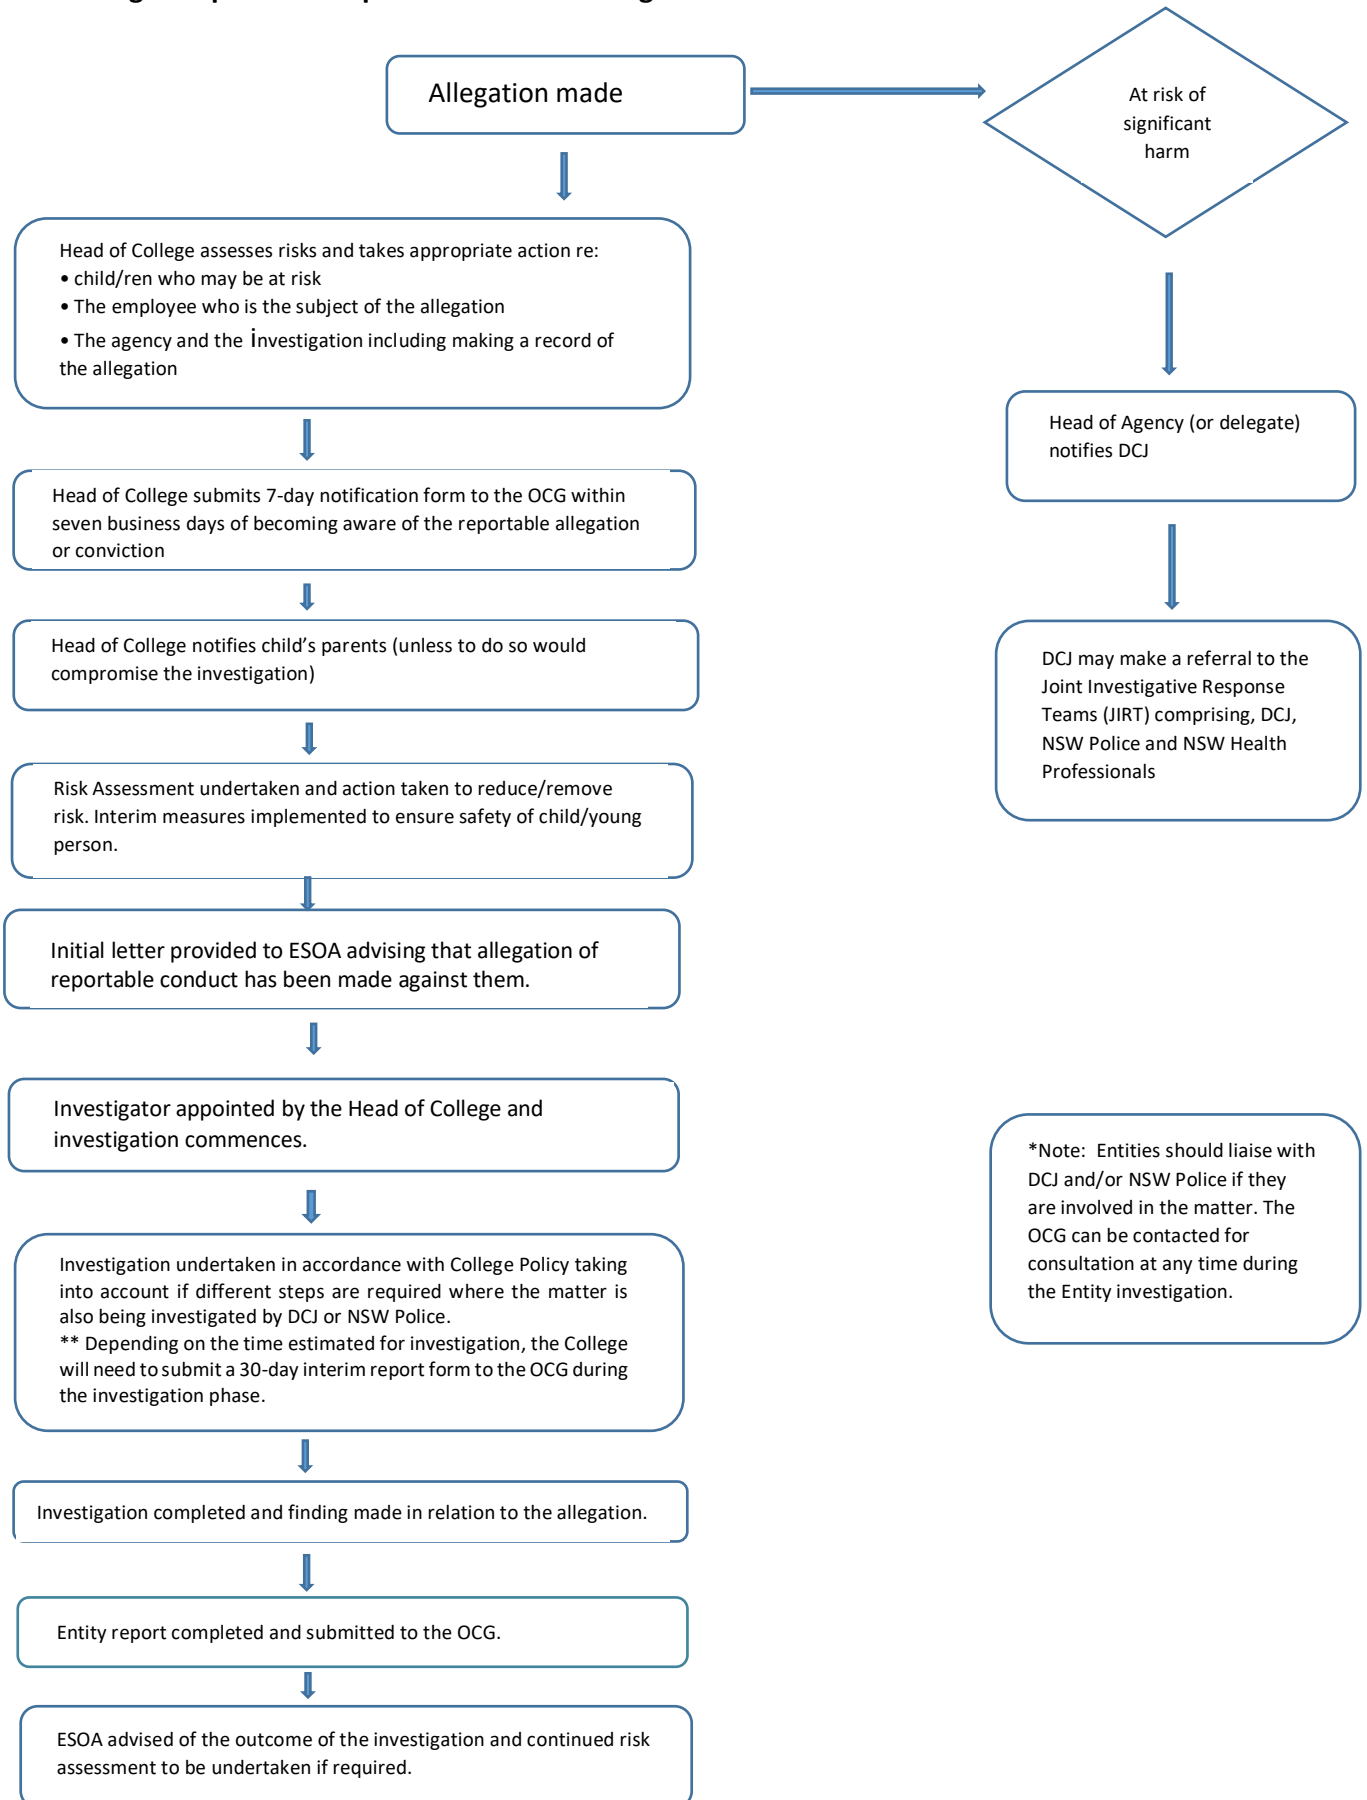 Allegation made
At risk of
significant
harm
Head of College assesses risks and takes appropriate action re:
• child/ren who may be at risk
• The employee who is the subject of the allegation
• The agency and the investigation including making a record of
the allegation
Head of Agency (or delegate)
notifies DCJ
Head of College submits 7-day notification form to the OCG within
seven business days of becoming aware of the reportable allegation
or conviction
Head of College notifies child’s parents (unless to do so would
compromise the investigation)
DCJ may make a referral to the
Joint Investigative Response
Teams (JIRT) comprising, DCJ,
NSW Police and NSW Health
Professionals
Risk Assessment undertaken and action taken to reduce/remove
risk. Interim measures implemented to ensure safety of child/young
person.
Initial letter provided to ESOA advising that allegation of
reportable conduct has been made against them.
Investigator appointed by the Head of College and
investigation commences.
*Note: Entities should liaise with
DCJ and/or NSW Police if they
are involved in the matter. The
OCG can be contacted for
consultation at any time during
the Entity investigation.
Investigation undertaken in accordance with College Policy taking
into account if different steps are required where the matter is
also being investigated by DCJ or NSW Police.
** Depending on the time estimated for investigation, the College
will need to submit a 30-day interim report form to the OCG during
the investigation phase.
Investigation completed and finding made in relation to the allegation.
Entity report completed and submitted to the OCG.
ESOA advised of the outcome of the investigation and continued risk
assessment to be undertaken if required.